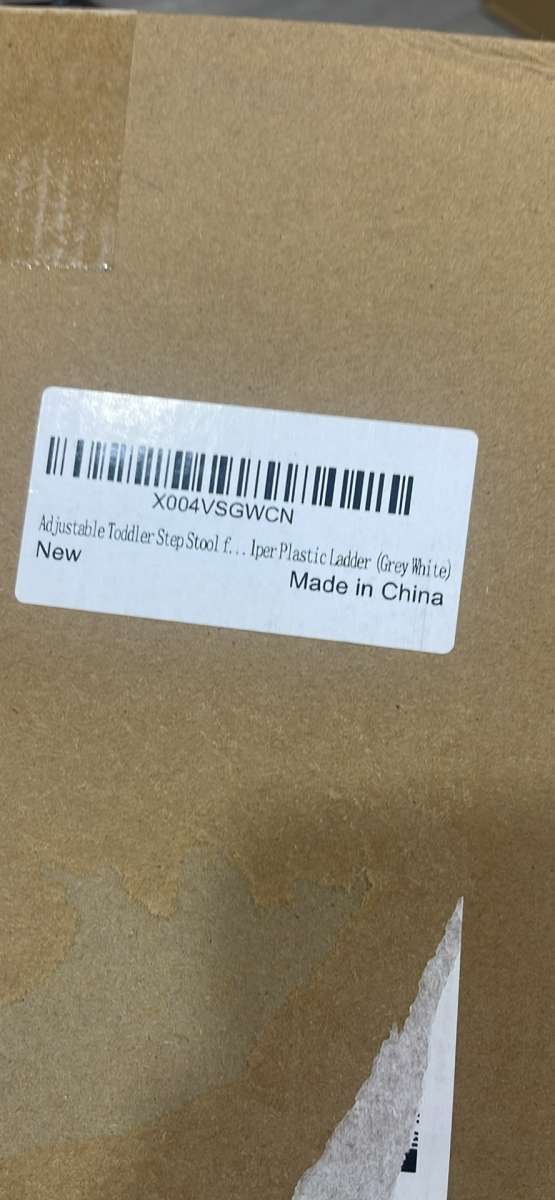 X004VSGWCN
Adjustable Toddler Step Stool f... lper Plastic Ladder (Grey White)
New
Made in China